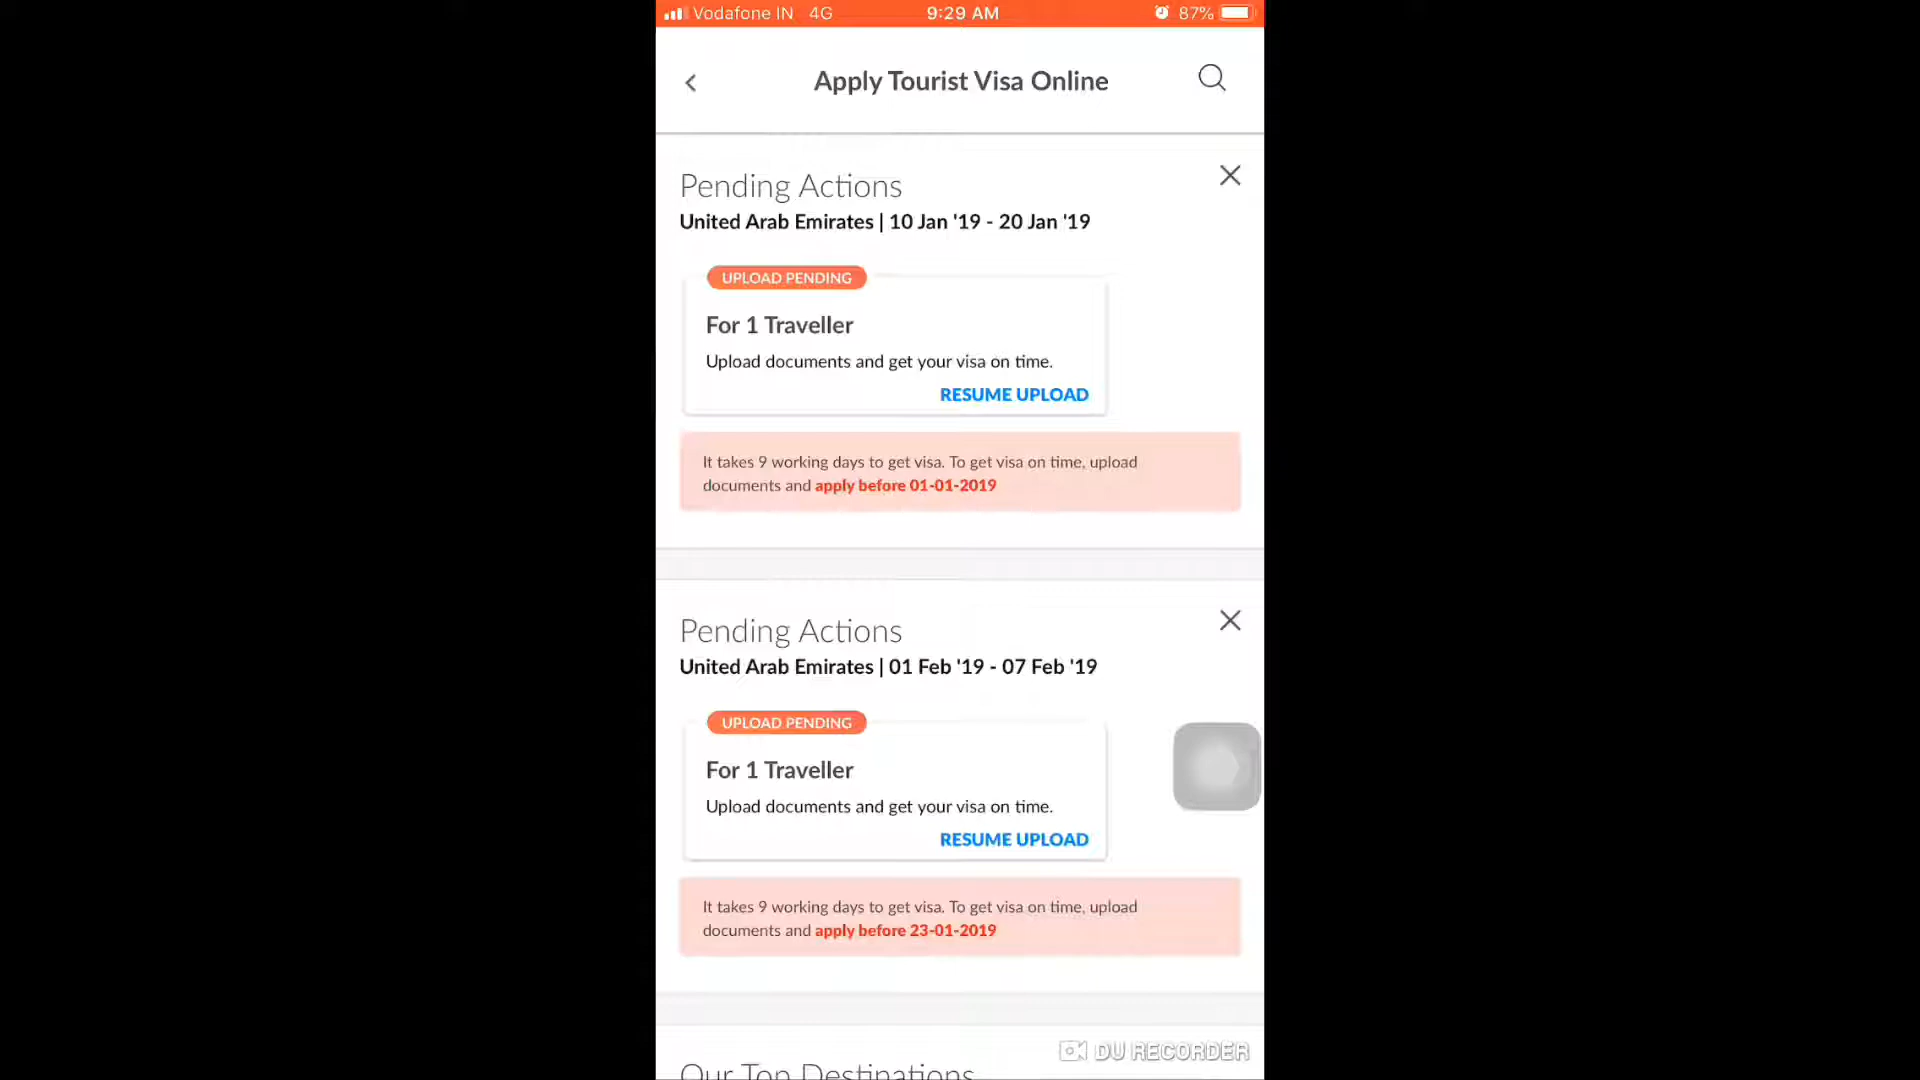 Vodafone IN 4G 9:29 AM 87%
Apply Tourist Visa Online
Pending Actions
United Arab Emirates | 10 Jan '19 - 20 Jan '19
UPLOAD PENDING
For 1 Traveller
Upload documents and get your visa on time.
RESUME UPLOAD
It takes 9 working days to get visa. To get visa on time, upload
documents and apply before 01-01-2019
Pending Actions
United Arab Emirates | 01 Feb '19 - 07 Feb '19
UPLOAD PENDING
For 1 Traveller
Upload documents and get your visa on time.
RESUME UPLOAD
It takes 9 working days to get visa. To get visa on time, upload
documents and apply before 23-01-2019
DU RECORDER
Our Top Destinations